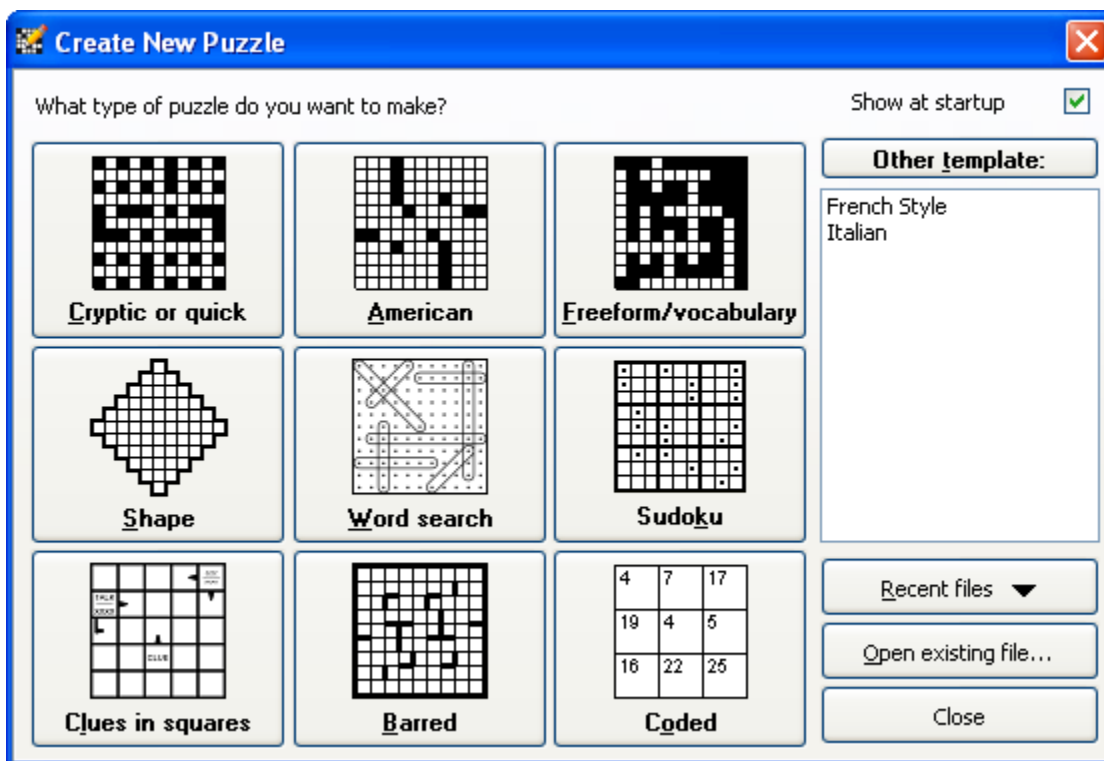 Create New Puzzle
What type of puzzle do you want to make?
Show at startup
Cryptic or quick
American
Freeform/vocabulary
Other template:
French Style
Italian
Shape
Word search
Sudoku
TALK
CLUE
4 7 17
19 4 5
16 22 25
Clues in squares
Barred
Coded
Recent files
Open existing file...
Close